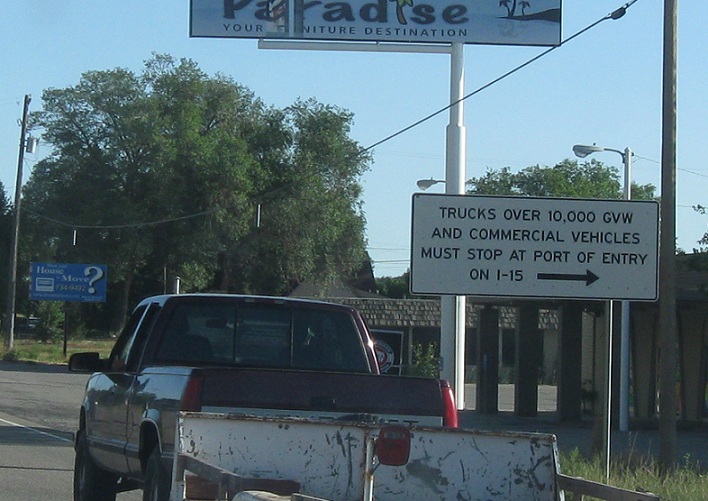 Paradise
YOUR FURNITURE DESTINATION
TRUCKS OVER 10,000 GVW
AND COMMERCIAL VEHICLES
MUST STOP AT PORT OF ENTRY
ON I-15
House
Move
?